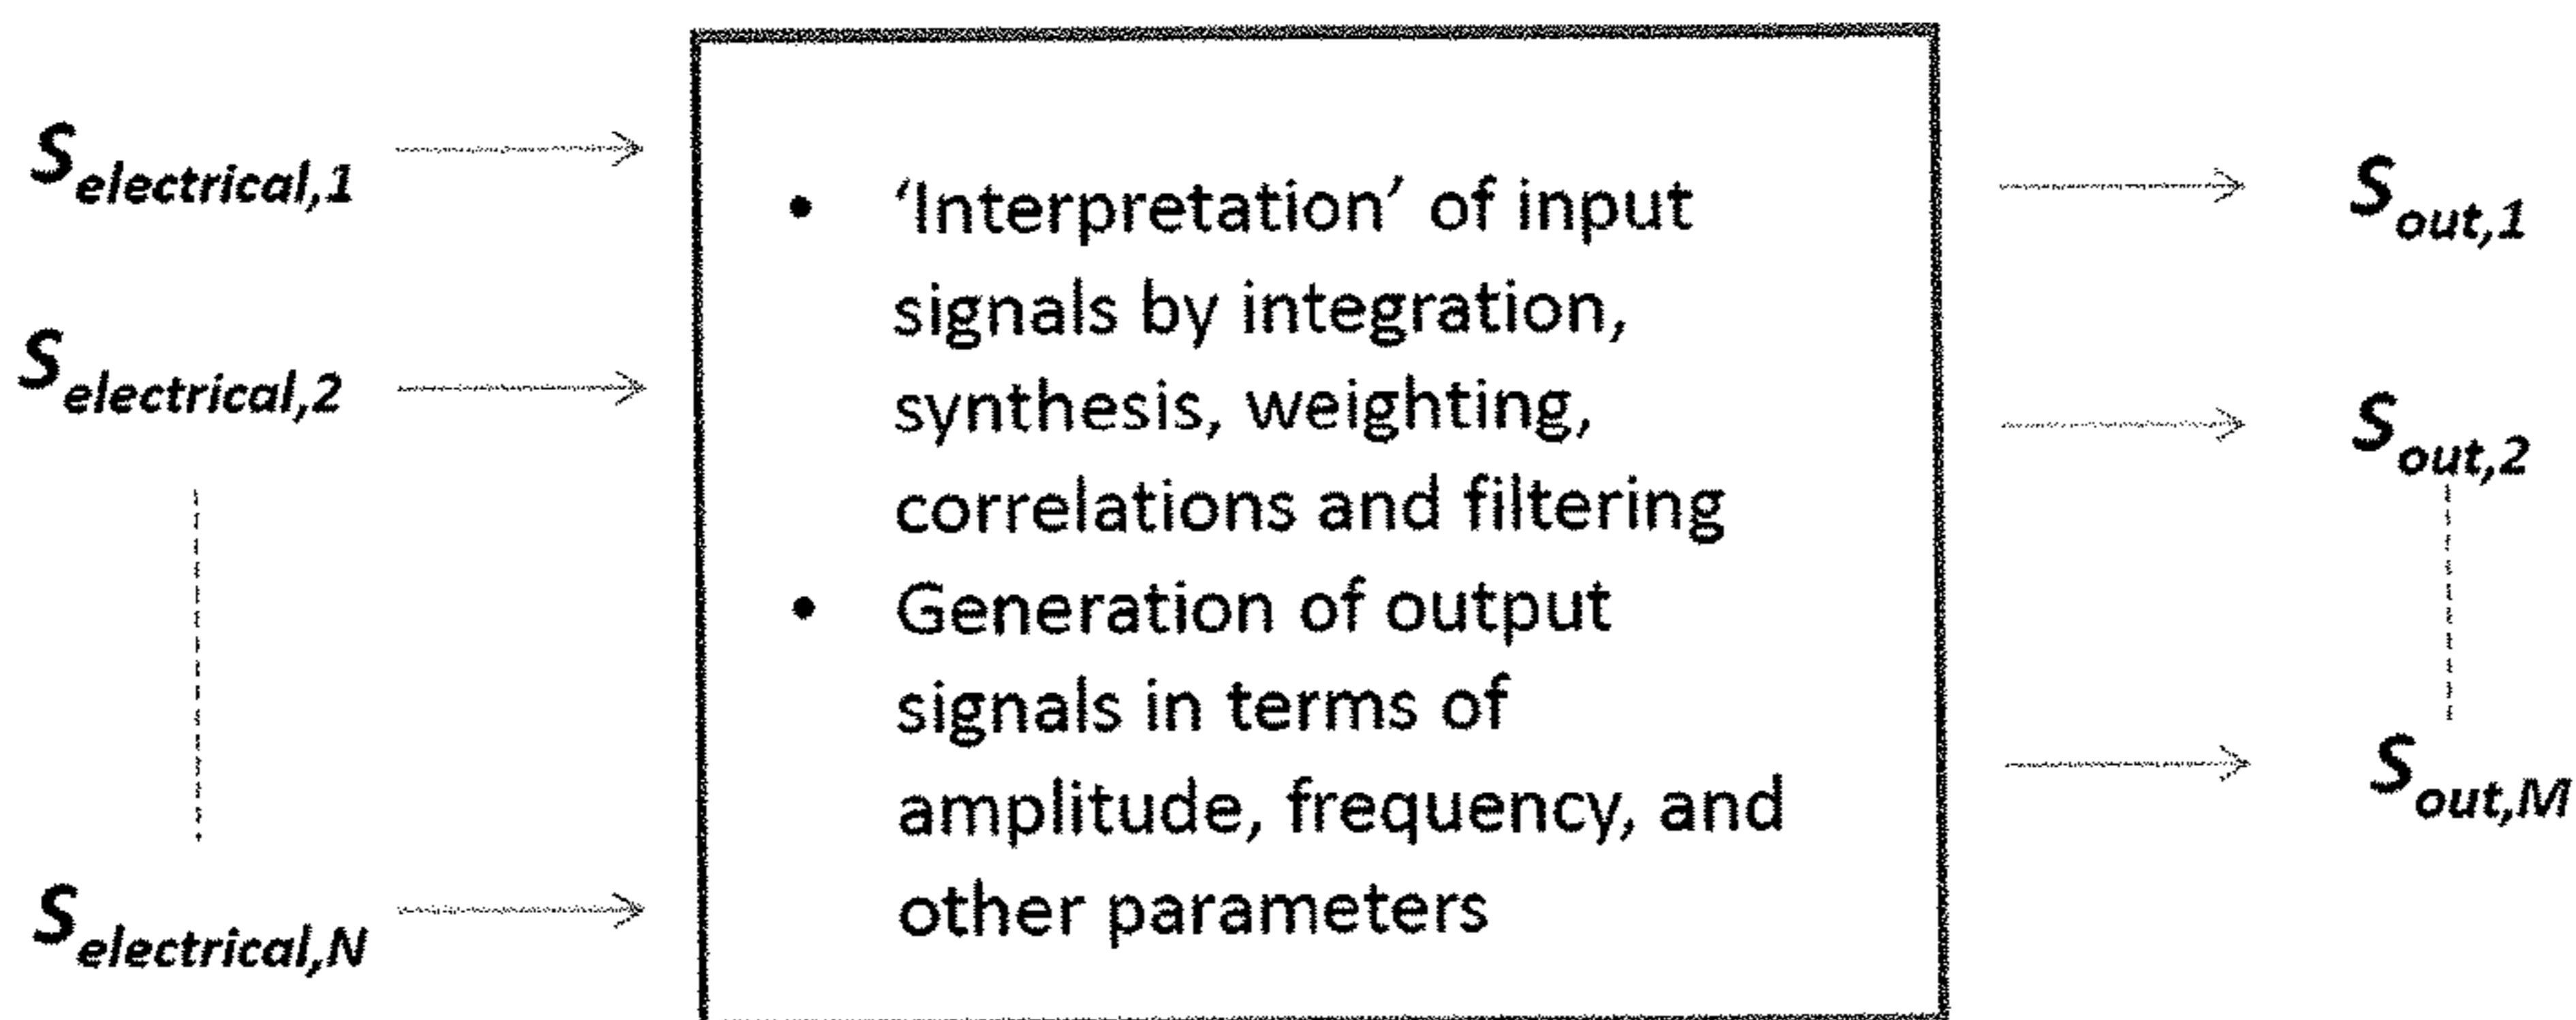 S electrical,1
S electrical,2
S electrical,N
• ‘Interpretation’ of input
signals by integration,
synthesis, weighting,
correlations and filtering
• Generation of output
signals in terms of
amplitude, frequency, and
other parameters
S out,1
S out,2
S out,M